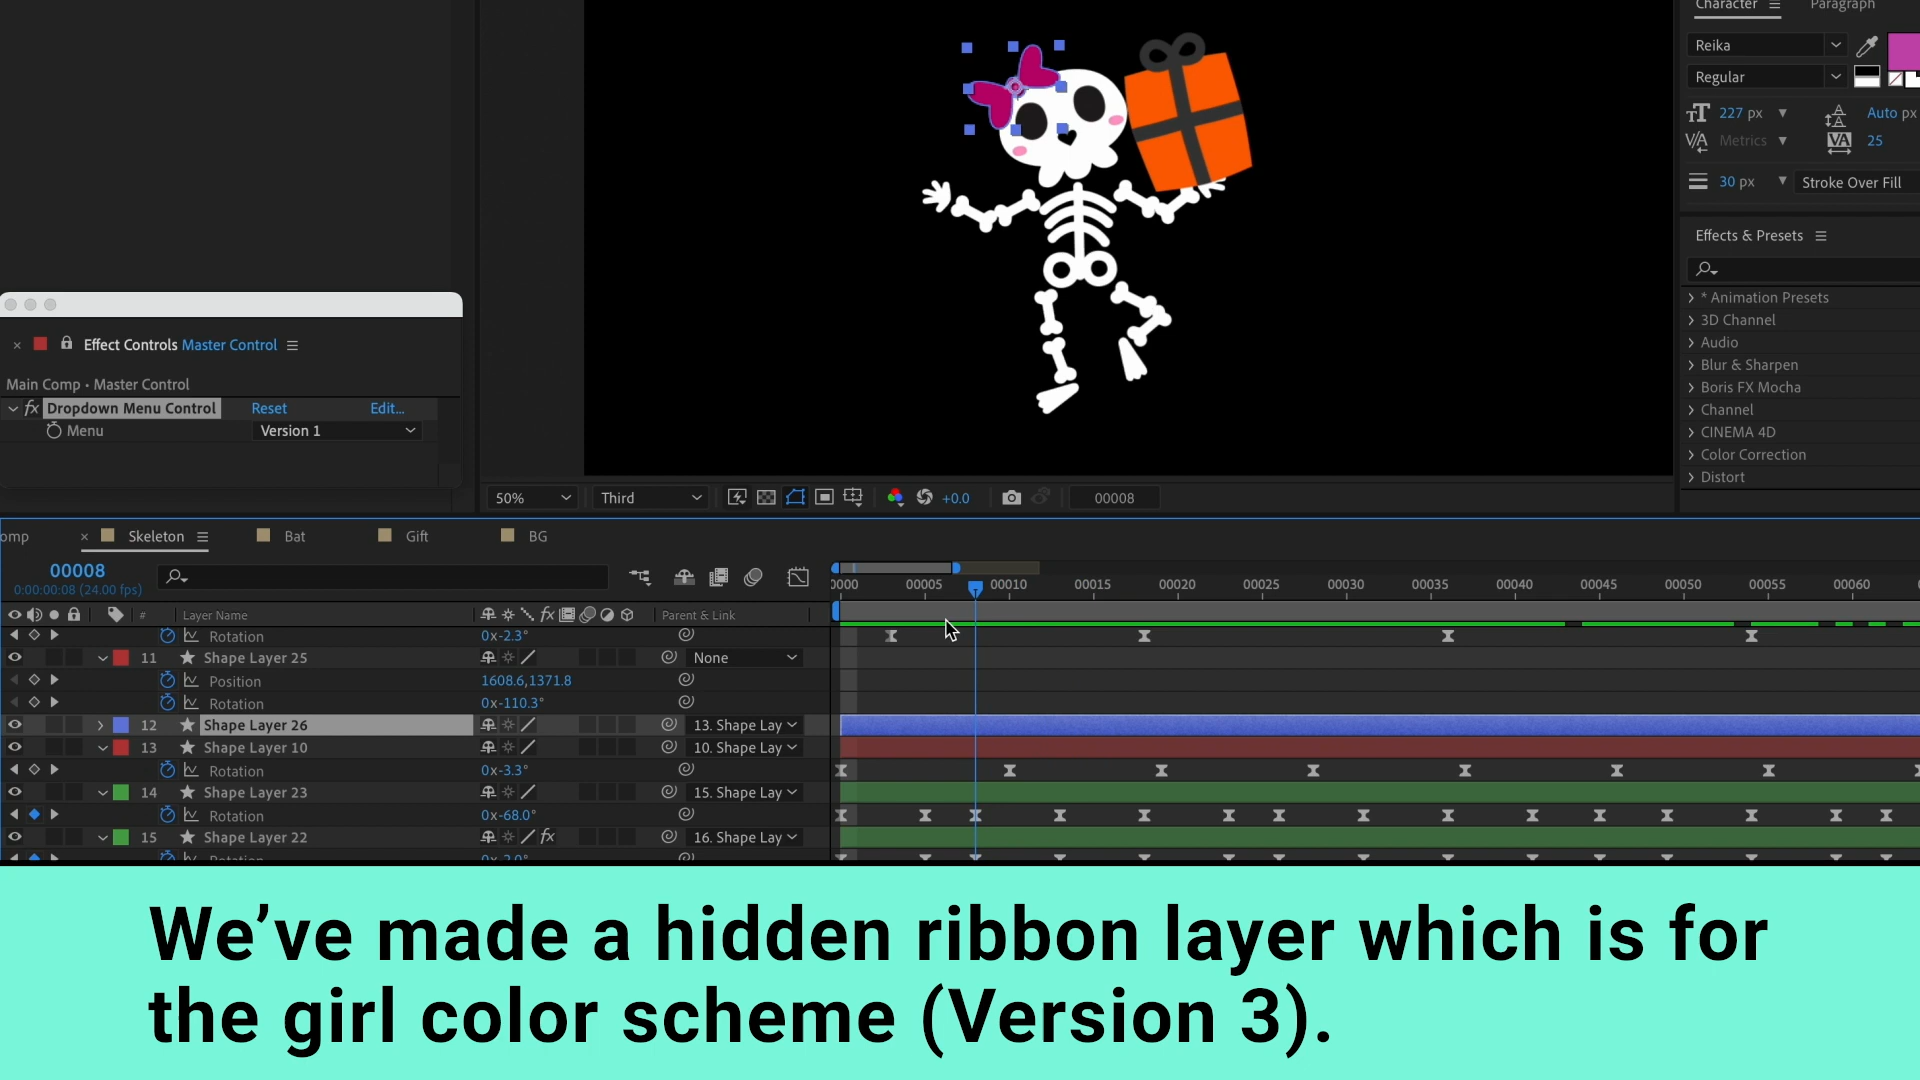 Character
Paragraph
Reika
Regular
227 px
Auto px
Metrics
25
30 px
Stroke Over Fill
Effects & Presets
* Animation Presets
3D Channel
Audio
Blur & Sharpen
Boris FX Mocha
Channel
CINEMA 4D
Color Correction
Distort
Effect Controls Master Control
Main Comp • Master Control
fx Dropdown Menu Control Reset Edit...
Menu Version 1
50% Third +0.0 00008
omp Skeleton Bat Gift BG
00008
0:00:00:08 (24.00 fps)
0000 00005 00010 00015 00020 00025 00030 00035 00040 00045 00050 00055 00060
# Layer Name fx Parent & Link
Rotation 0x-2.3°
11 Shape Layer 25 None
Position 1608.6,1371.8
Rotation 0x-110.3°
12 Shape Layer 26 13. Shape Lay
13 Shape Layer 10 10. Shape Lay
Rotation 0x-3.3°
14 Shape Layer 23 15. Shape Lay
Rotation 0x-68.0°
15 Shape Layer 22 fx 16. Shape Lay
We've made a hidden ribbon layer which is for
the girl color scheme (Version 3).